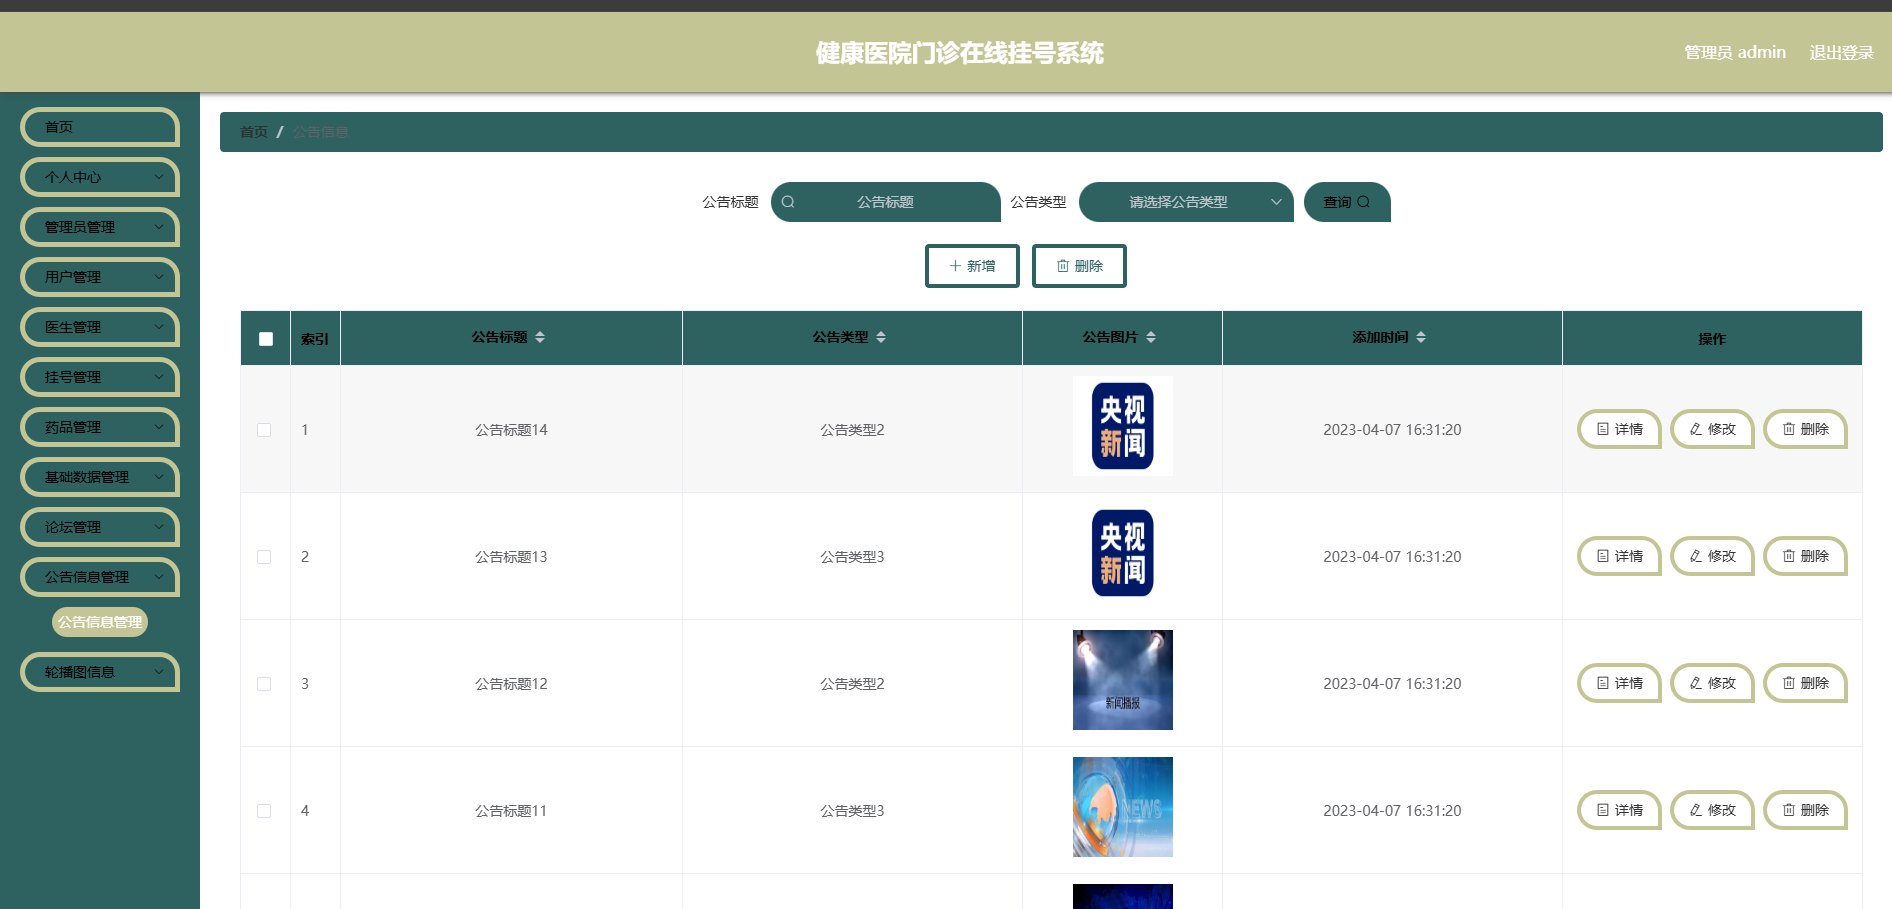 健康医院门诊在线挂号系统
管理员 admin 退出登录
首页
个人中心
管理员管理
用户管理
医生管理
挂号管理
药品管理
基础数据管理
论坛管理
公告信息管理
公告信息管理
轮播图信息
首页 / 公告信息
公告标题 公告标题 公告类型 请选择公告类型 查询
新增 删除
索引 公告标题 公告类型 公告图片 添加时间 操作
1 公告标题14 公告类型2 央视新闻 2023-04-07 16:31:20 详情 修改 删除
2 公告标题13 公告类型3 央视新闻 2023-04-07 16:31:20 详情 修改 删除
3 公告标题12 公告类型2 新闻播报 2023-04-07 16:31:20 详情 修改 删除
4 公告标题11 公告类型3 NEWS 2023-04-07 16:31:20 详情 修改 删除